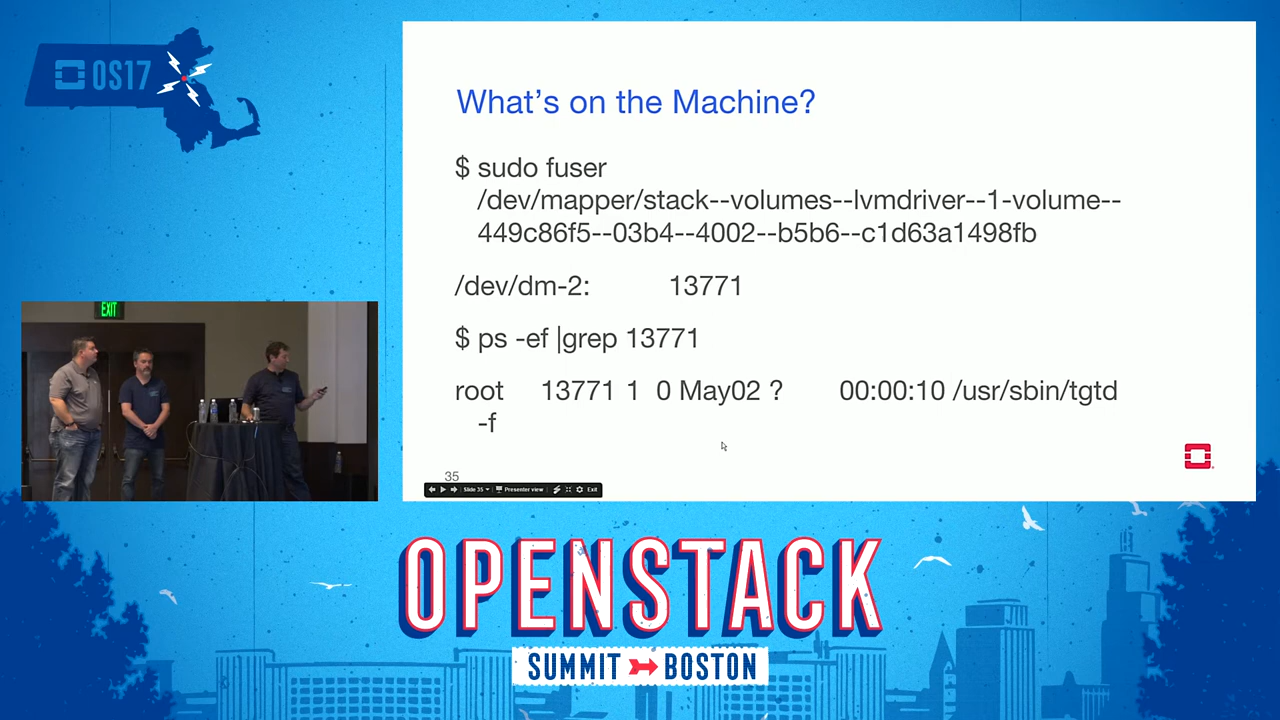 OS17
What's on the Machine?
$ sudo fuser
/dev/mapper/stack--volumes--lvmdriver--1-volume--
449c86f5--03b4--4002--b5b6--c1d63a1498fb
/dev/dm-2: 13771
$ ps -ef |grep 13771
root 13771 1 0 May02 ? 00:00:10 /usr/sbin/tgtd
-f
35
Slide 35 Presenter view Exit
EXIT
OPENSTACK
SUMMIT BOSTON